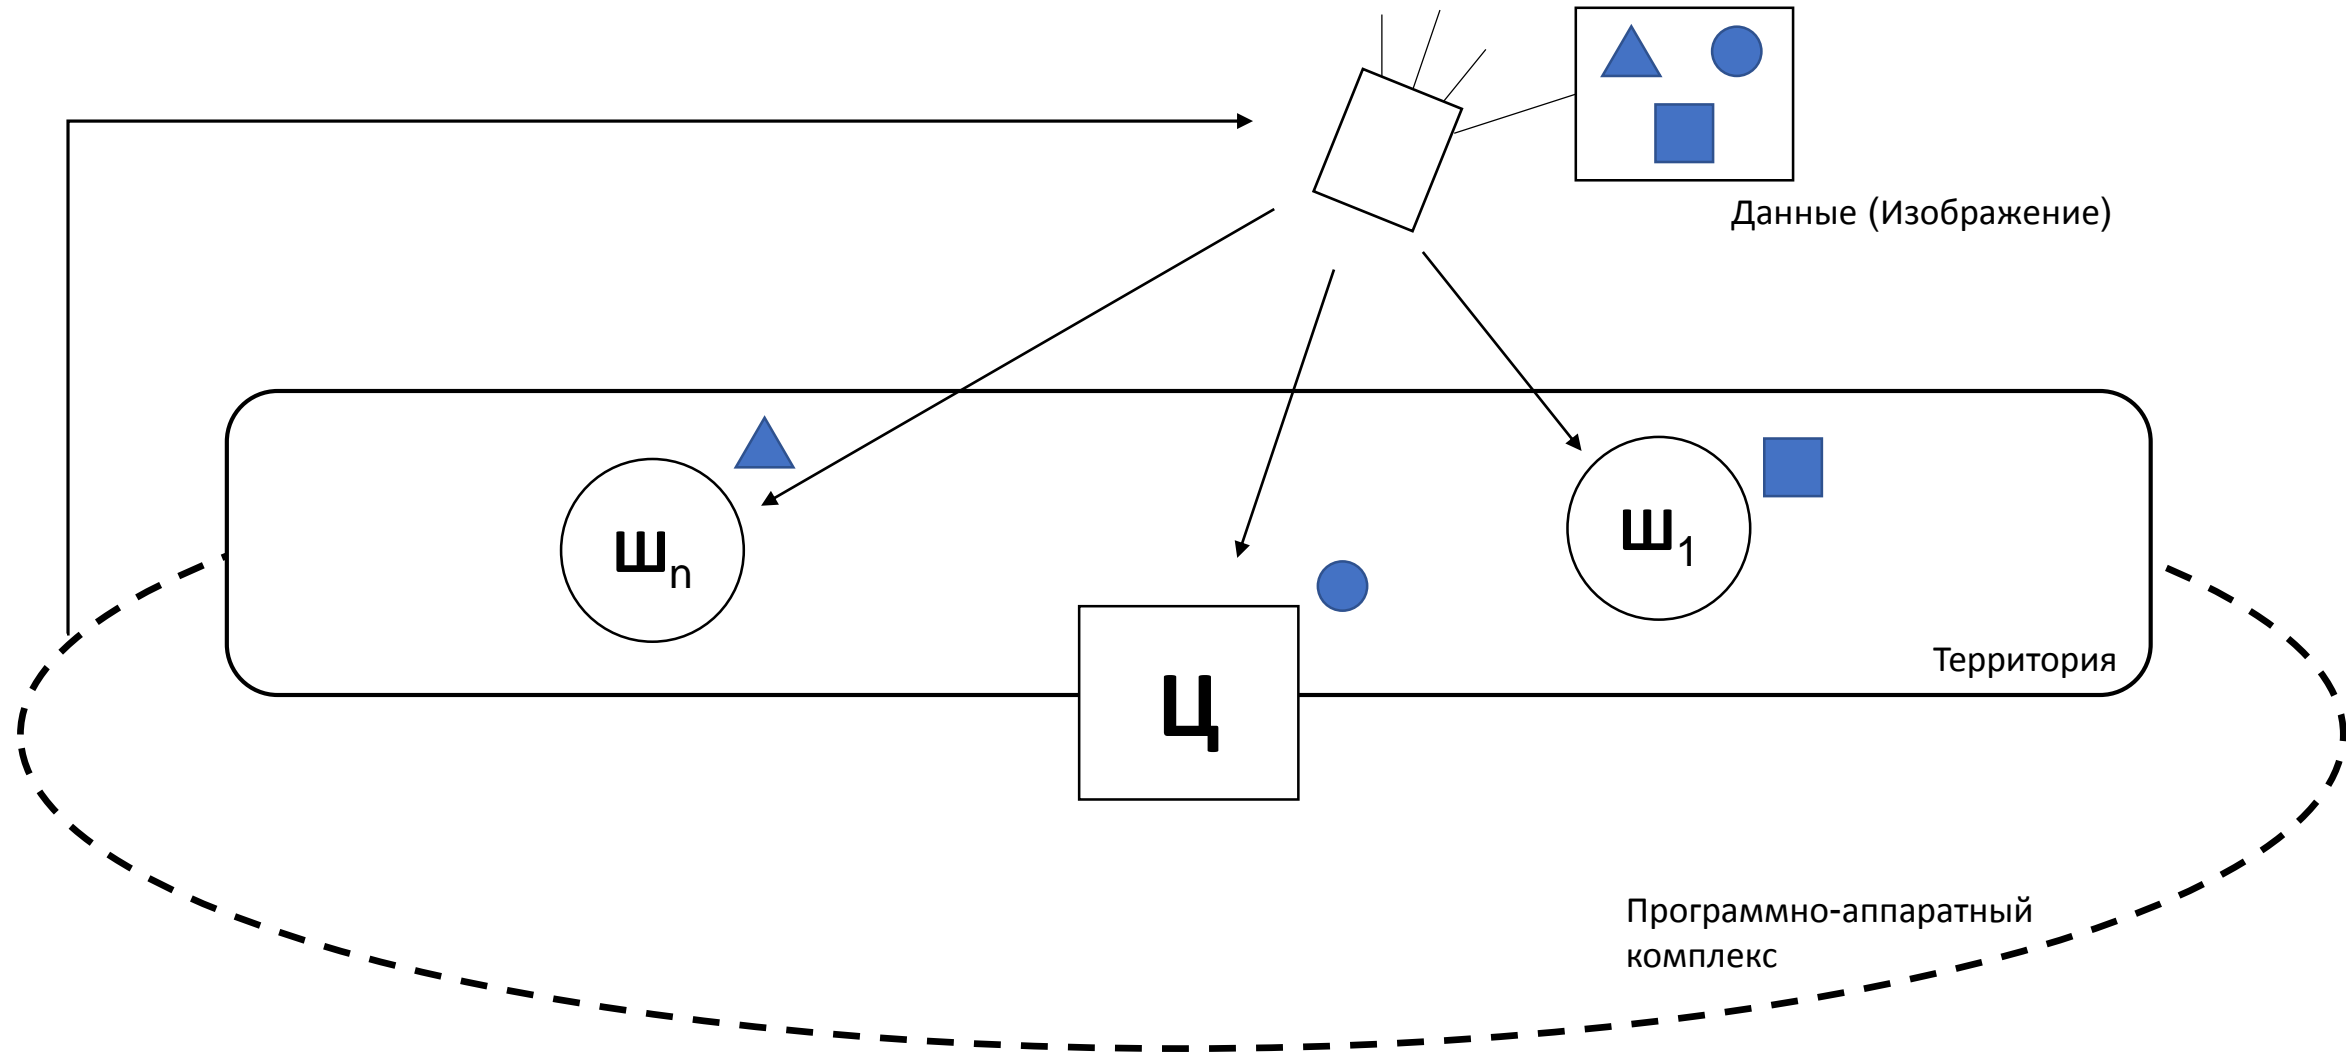 Данные (Изображение)
Шn
Ш1
Территория
Ц
Программно-аппаратный
комплекс